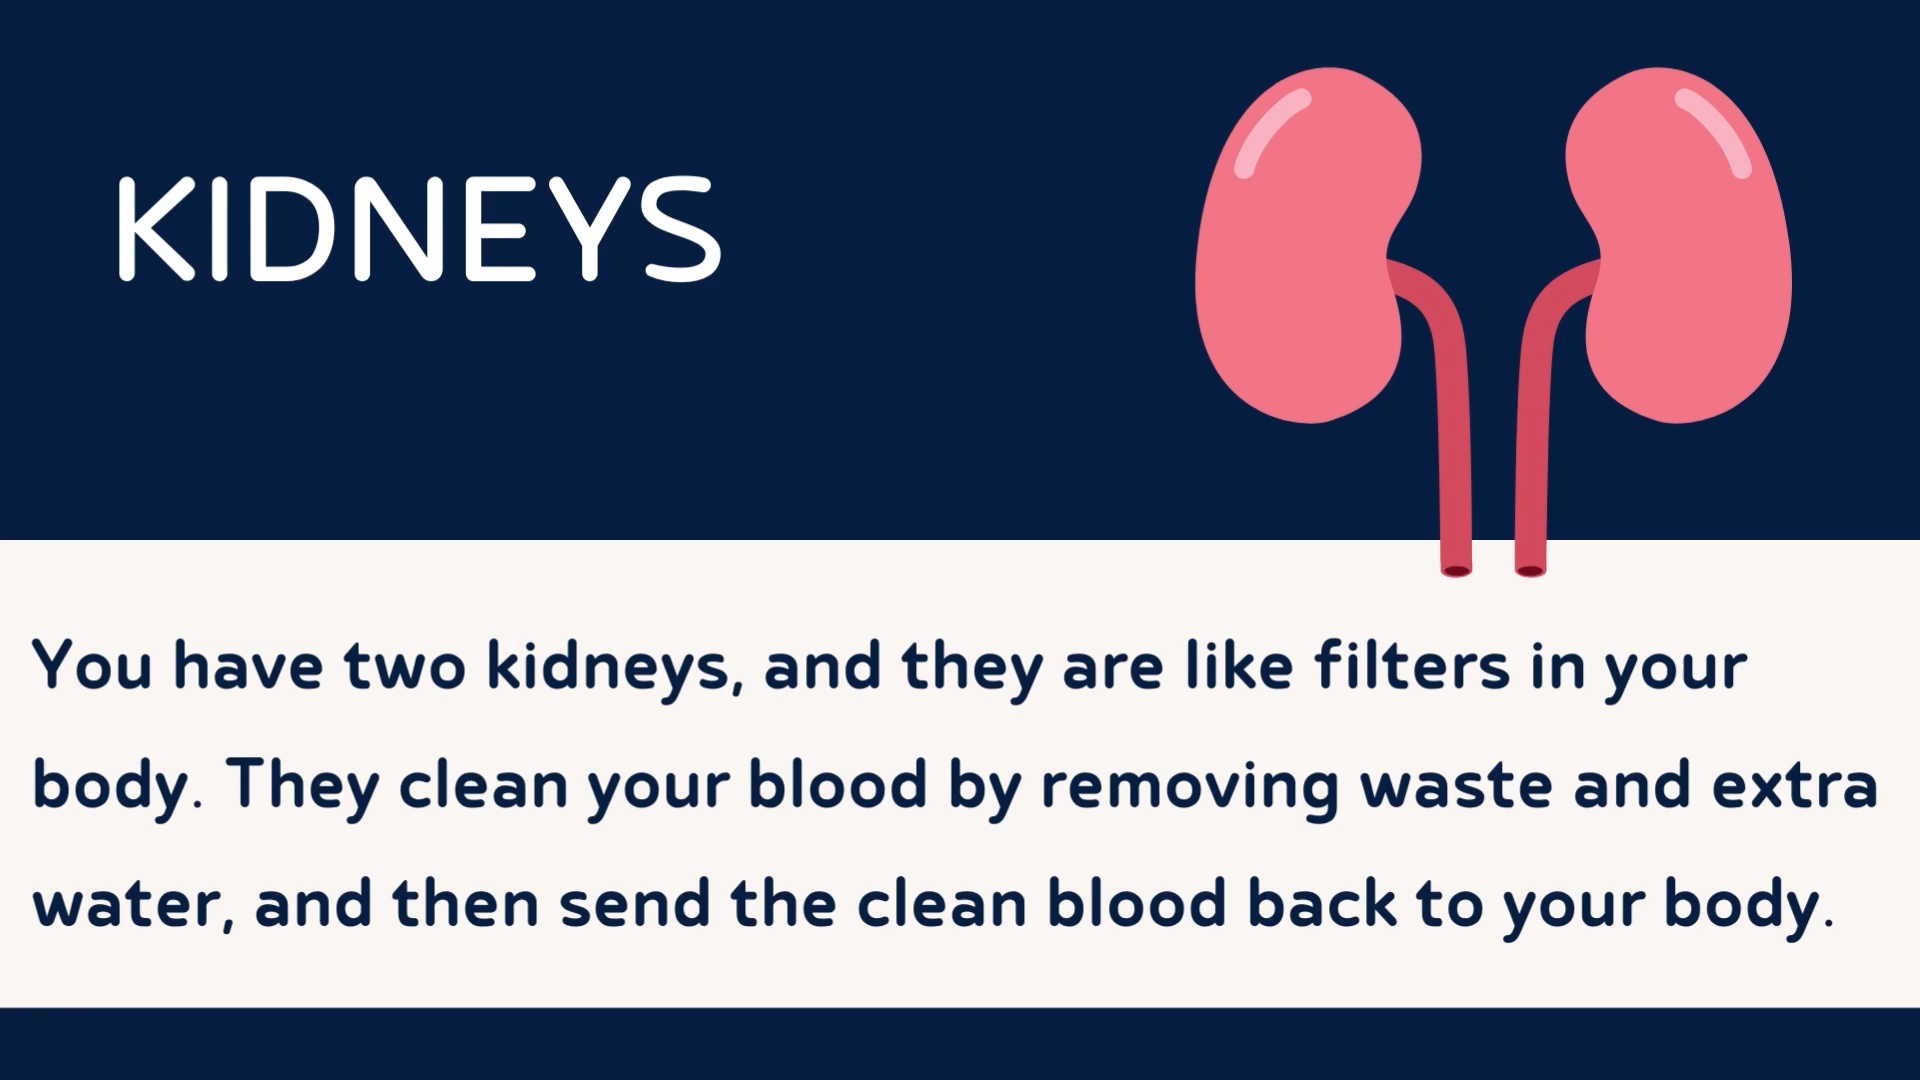 KIDNEYS
You have two kidneys, and they are like filters in your
body. They clean your blood by removing waste and extra
water, and then send the clean blood back to your body.